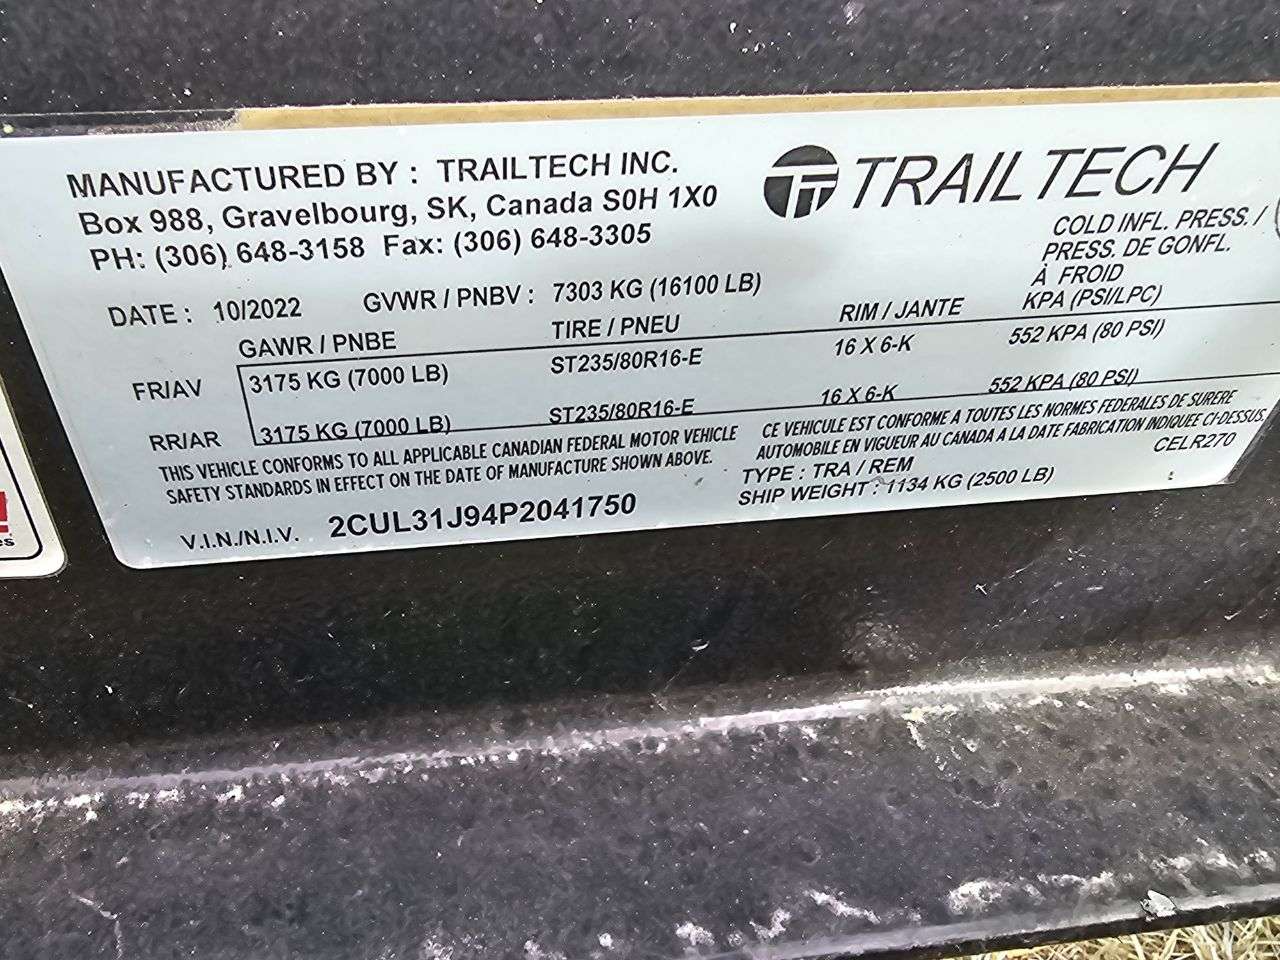 MANUFACTURED BY : TRAILTECH INC.
Box 988, Gravelbourg, SK, Canada S0H 1X0
PH: (306) 648-3158 Fax: (306) 648-3305
TRAILTECH
COLD INFL. PRESS. /
PRESS. DE GONFL.
À FROID
KPA (PSI/LPC)
DATE : 10/2022 GVWR / PNBV : 7303 KG (16100 LB)
GAWR / PNBE TIRE / PNEU RIM / JANTE
FR/AV 3175 KG (7000 LB) ST235/80R16-E 16 X 6-K 552 KPA (80 PSI)
RR/AR 3175 KG (7000 LB) ST235/80R16-E 16 X 6-K 552 KPA (80 PSI)
THIS VEHICLE CONFORMS TO ALL APPLICABLE CANADIAN FEDERAL MOTOR VEHICLE
SAFETY STANDARDS IN EFFECT ON THE DATE OF MANUFACTURE SHOWN ABOVE.
CE VEHICULE EST CONFORME A TOUTES LES NORMES FEDERALES DE SURERE
AUTOMOBILE EN VIGUEUR AU CANADA A LA DATE FABRICATION INDIQUEE CI-DESSUS
TYPE : TRA / REM CELR270
SHIP WEIGHT : 1134 KG (2500 LB)
V.I.N./N.I.V. 2CUL31J94P2041750